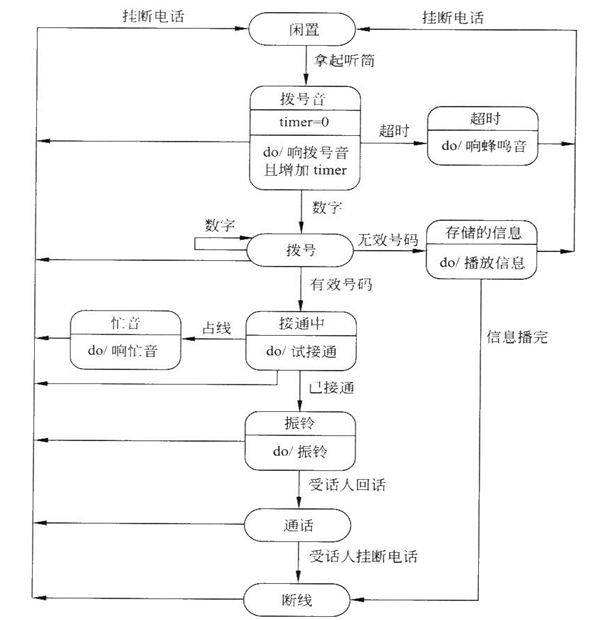 挂断电话
闲置
挂断电话
拿起听筒
拨号音
timer=0
do/响拨号音
且增加 timer
超时
超时
do/响蜂鸣音
数字
数字
拨号
无效号码
存储的信息
do/播放信息
有效号码
忙音
do/响忙音
占线
接通中
do/试接通
信息播完
已接通
振铃
do/振铃
受话人回话
通话
受话人挂断电话
断线